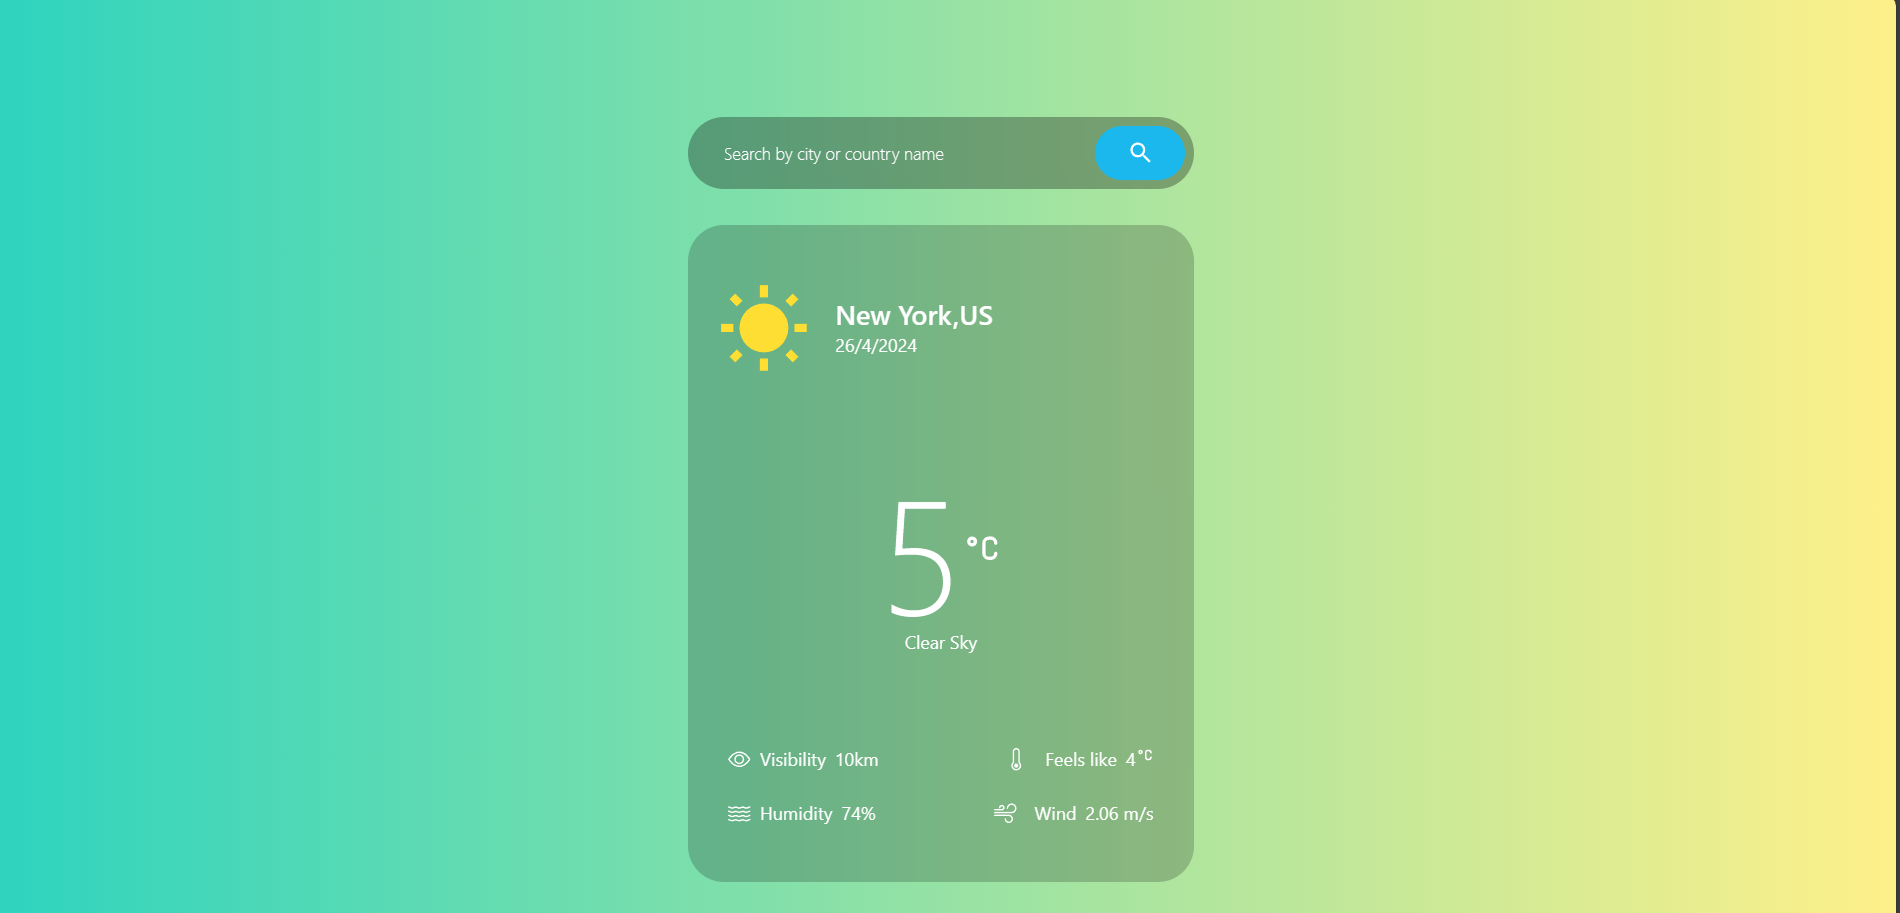 Search by city or country name
New York,US
26/4/2024
5 °C
Clear Sky
Visibility 10km
Feels like 4°C
Humidity 74%
Wind 2.06 m/s